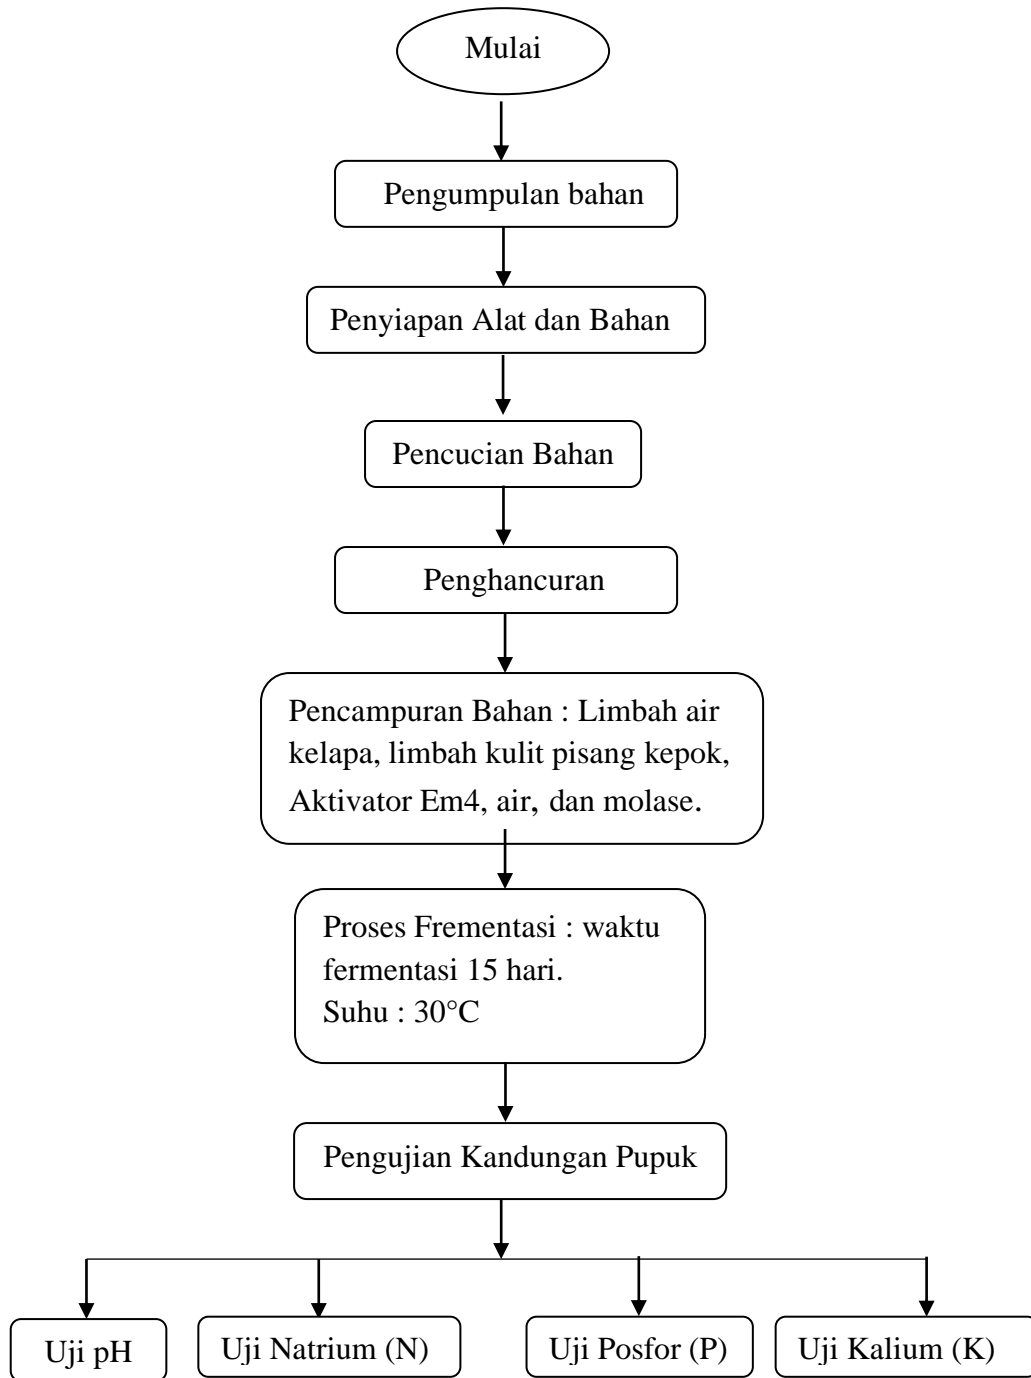 Mulai
Pengumpulan bahan
Penyiapan Alat dan Bahan
Pencucian Bahan
Penghancuran
Pencampuran Bahan : Limbah air
kelapa, limbah kulit pisang kepok,
Aktivator Em4, air, dan molase.
Proses Frementasi : waktu
fermentasi 15 hari.
Suhu : 30°C
Pengujian Kandungan Pupuk
Uji pH
Uji Natrium (N)
Uji Posfor (P)
Uji Kalium (K)